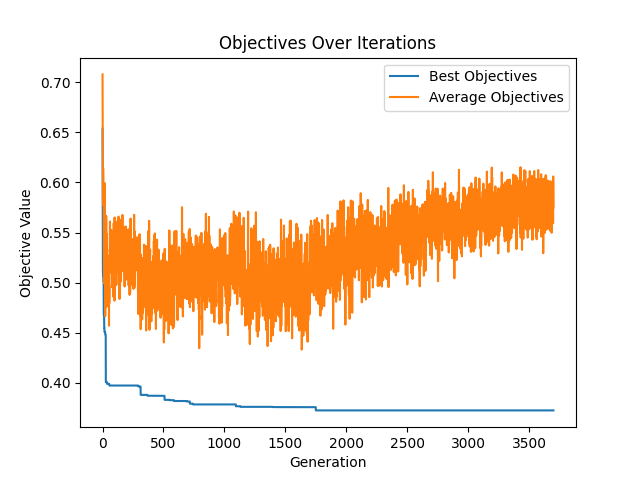 Objectives Over Iterations
Best Objectives
Average Objectives
Objective Value
0.70
0.65
0.60
0.55
0.50
0.45
0.40
0 500 1000 1500 2000 2500 3000 3500
Generation